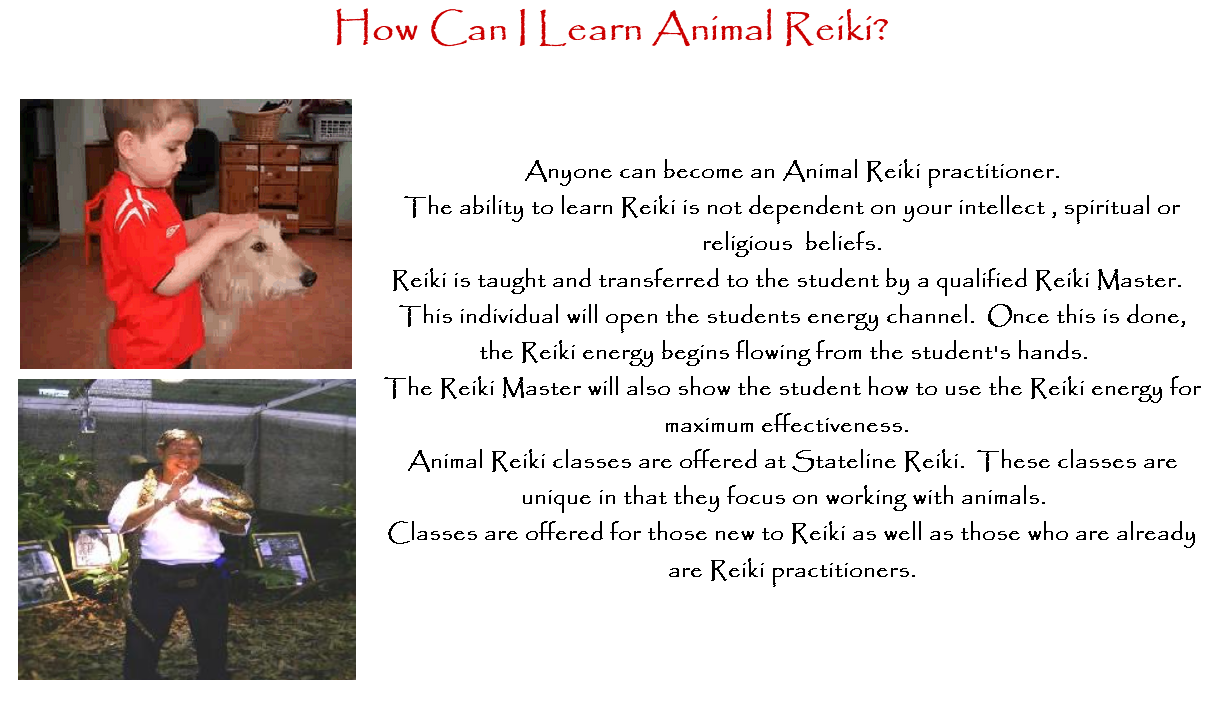 How Can I Learn Animal Reiki?
Anyone can become an Animal Reiki practitioner.
The ability to learn Reiki is not dependent on your intellect , spiritual or
religious  beliefs.
Reiki is taught and transferred to the student by a qualified Reiki Master.
This individual will open the students energy channel.  Once this is done,
the Reiki energy begins flowing from the student's hands.
The Reiki Master will also show the student how to use the Reiki energy for
maximum effectiveness.
Animal Reiki classes are offered at Stateline Reiki.  These classes are
unique in that they focus on working with animals.
Classes are offered for those new to Reiki as well as those who are already
are Reiki practitioners.